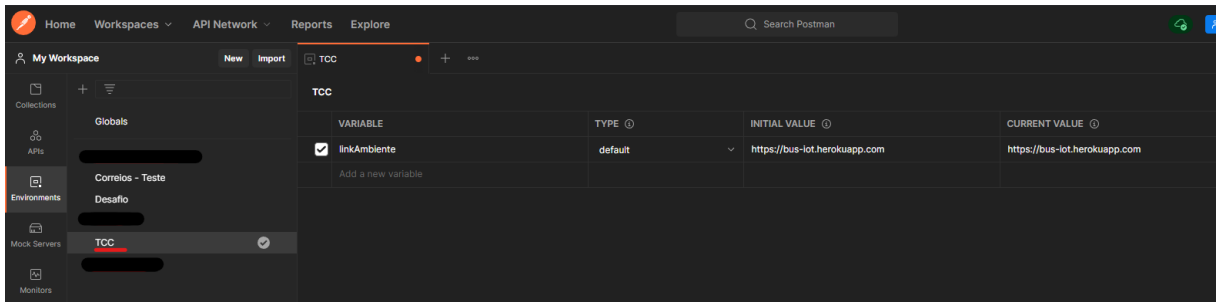 Home Workspaces API Network Reports Explore Search Postman
My Workspace New Import TCC
Collections
APIs
Environments
Mock Servers
Monitors
Globals
Correios - Teste
Desafio
TCC
TCC
VARIABLE TYPE INITIAL VALUE CURRENT VALUE
linkAmbiente default https://bus-iot.herokuapp.com https://bus-iot.herokuapp.com
Add a new variable